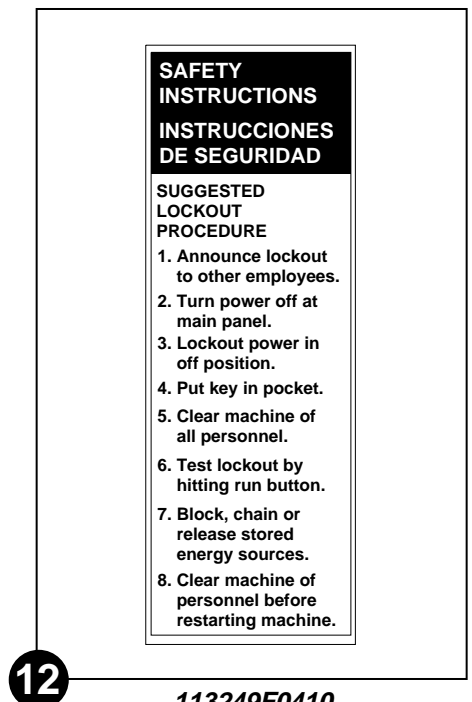 SAFETY
INSTRUCTIONS
INSTRUCCIONES
DE SEGURIDAD
SUGGESTED
LOCKOUT
PROCEDURE
1. Announce lockout
to other employees.
2. Turn power off at
main panel.
3. Lockout power in
off position.
4. Put key in pocket.
5. Clear machine of
all personnel.
6. Test lockout by
hitting run button.
7. Block, chain or
release stored
energy sources.
8. Clear machine of
personnel before
restarting machine.
12
113249F0410